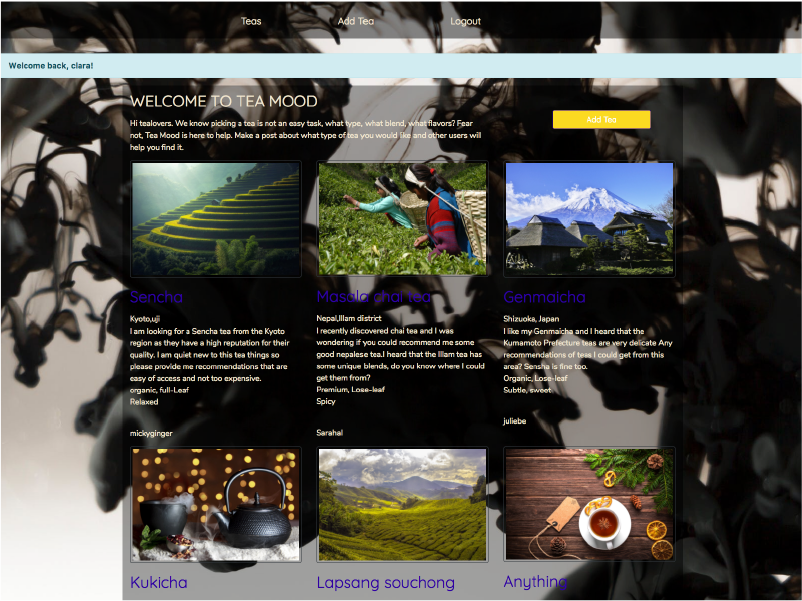 Teas
Add Tea
Logout
Welcome back, clara!
WELCOME TO TEA MOOD
Hi tealovers. We know picking a tea is not an easy task, what type, what blend, what flavors? Fear
not, Tea Mood is here to help. Make a post about what type of tea you would like and other users will
help you find it.
Add Tea
Sencha
Kyoto,uji
I am looking for a Sencha tea from the Kyoto
region as they have a high reputation for their
quality. I am quiet new to this tea things so
please provide me recommendations that are
easy of access and not too expensive.
organic, full-Leaf
Relaxed
mickyginger
Massala chai tea
Nepal,Illam district
I recently discovered chai tea and I was
wondering if you could recommend me some
good nepalese tea.I heard that the Illam tea has
some unique blends, do you know where I could
get them from?
Premium, Lose-leaf
Spicy
Sarahal
Genmaicha
Shizuoka, Japan
I like my Genmaicha and I heard that the
Kumamoto Prefecture teas are very delicate Any
recommendations of teas I could get from this
area? Sensha is fine too.
Organic, Lose-leaf
Subtle, sweet
juliebe
Kukicha
Lapsang souchong
Anything